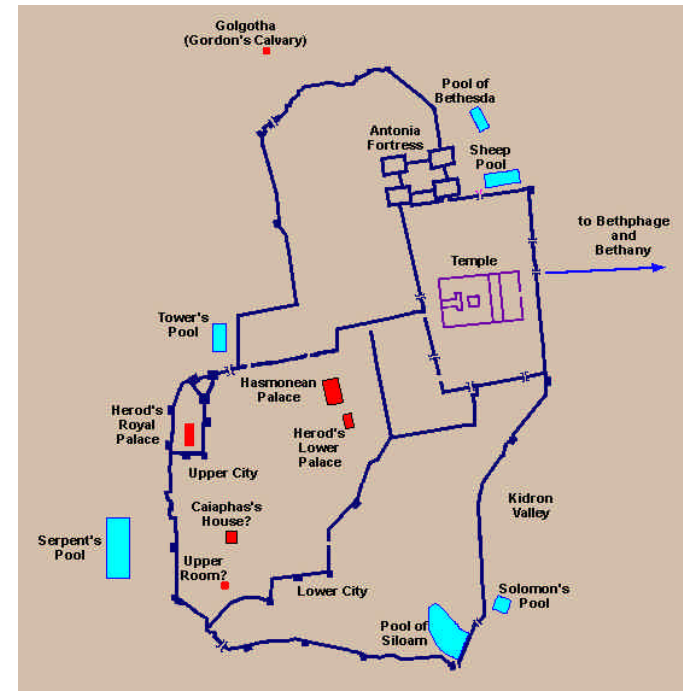 Golgotha
(Gordon's Calvary)
Pool of
Bethesda
Antonia
Fortress
Sheep
Pool
to Bethphage
and
Bethany
Temple
Tower's
Pool
Hasmonean
Palace
Herod's
Royal
Palace
Herod's
Lower
Palace
Upper City
Caiaphas's
House?
Kidron
Valley
Serpent's
Pool
Upper
Room?
Lower City
Solomon's
Pool
Pool of
Siloam